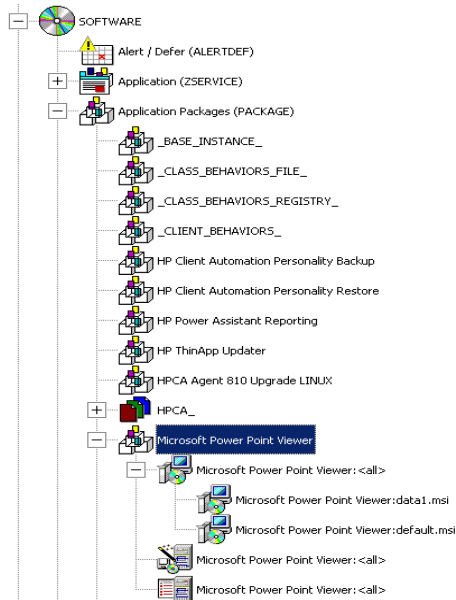 SOFTWARE
Alert / Defer (ALERTDEF)
Application (ZSERVICE)
Application Packages (PACKAGE)
_BASE_INSTANCE_
_CLASS_BEHAVIORS_FILE_
_CLASS_BEHAVIORS_REGISTRY_
_CLIENT_BEHAVIORS_
HP Client Automation Personality Backup
HP Client Automation Personality Restore
HP Power Assistant Reporting
HP ThinApp Updater
HPCA Agent 810 Upgrade LINUX
HPCA_
Microsoft Power Point Viewer
Microsoft Power Point Viewer:<all>
Microsoft Power Point Viewer:data1.msi
Microsoft Power Point Viewer:default.msi
Microsoft Power Point Viewer:<all>
Microsoft Power Point Viewer:<all>